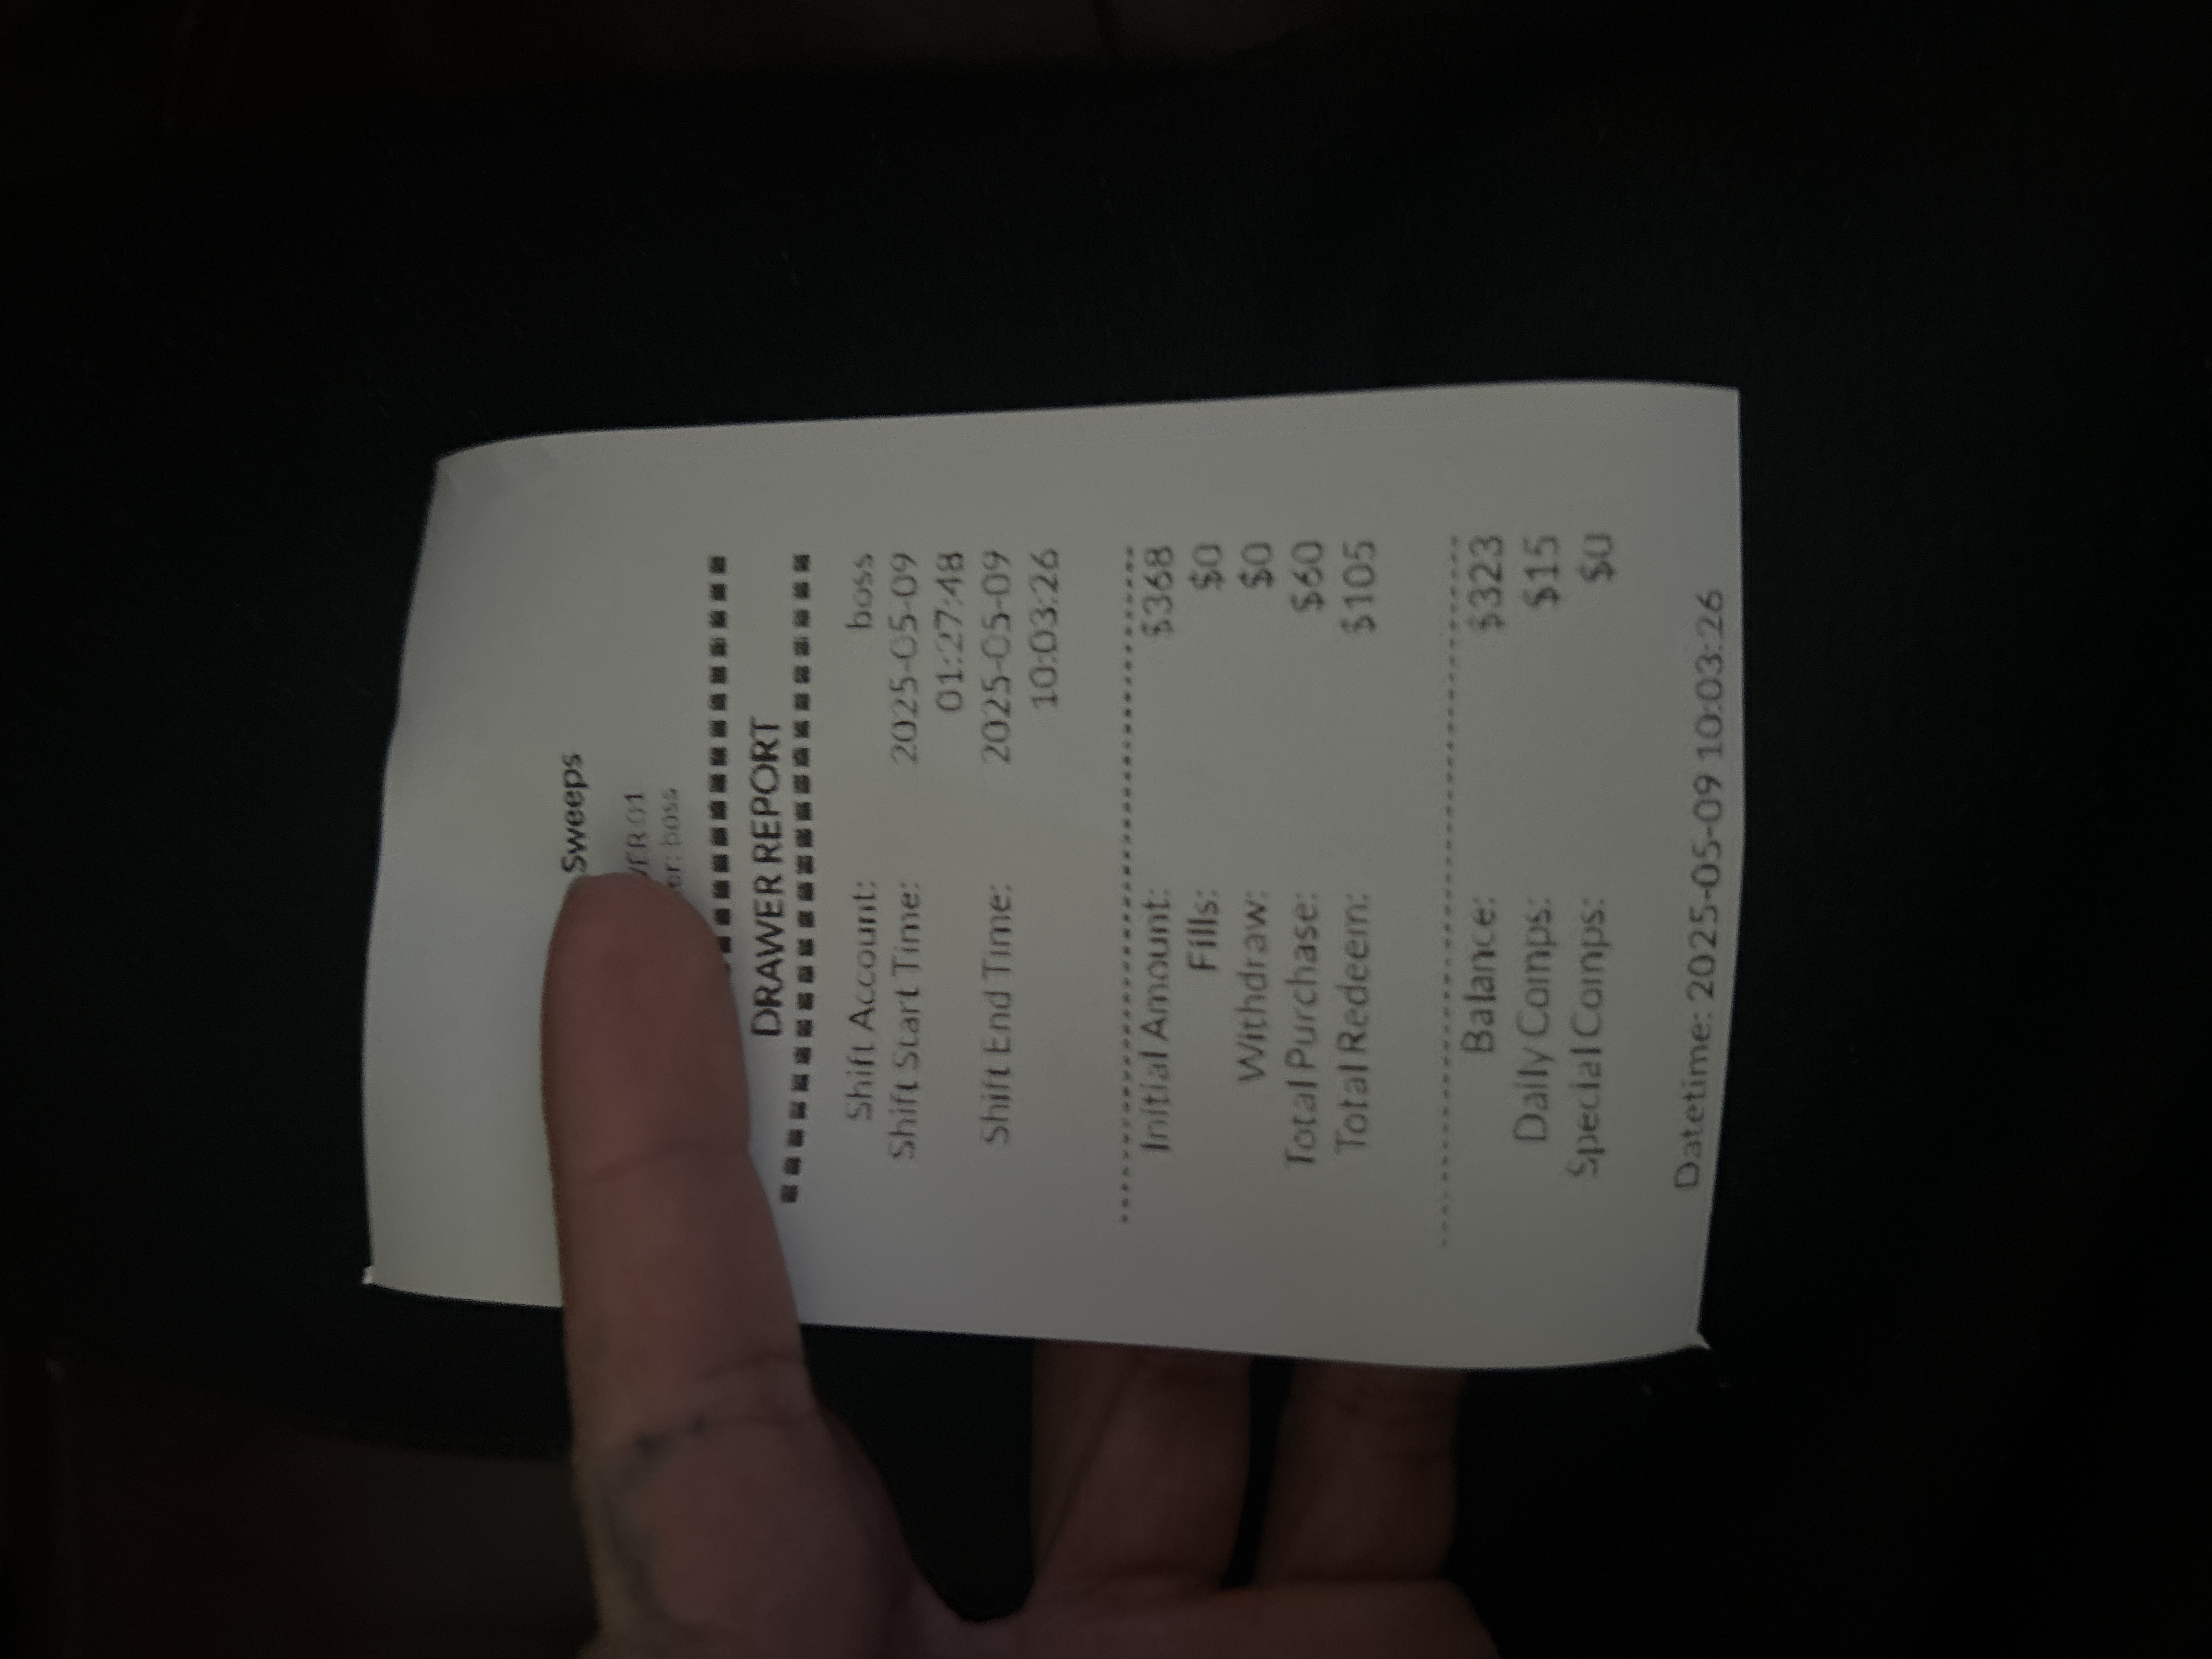 Sweeps
boss
DRAWER REPORT
Shift Account: boss
Shift Start Time: 2025-05-09
01:27:48
Shift End Time: 2025-05-09
10:03:26
Initial Amount: $368
Fills: $0
Withdraw: $0
Total Purchase: $60
Total Redeem: $105
Balance: $323
Daily Comps: $15
Special Comps: $0
Datetime: 2025-05-09 10:03:26